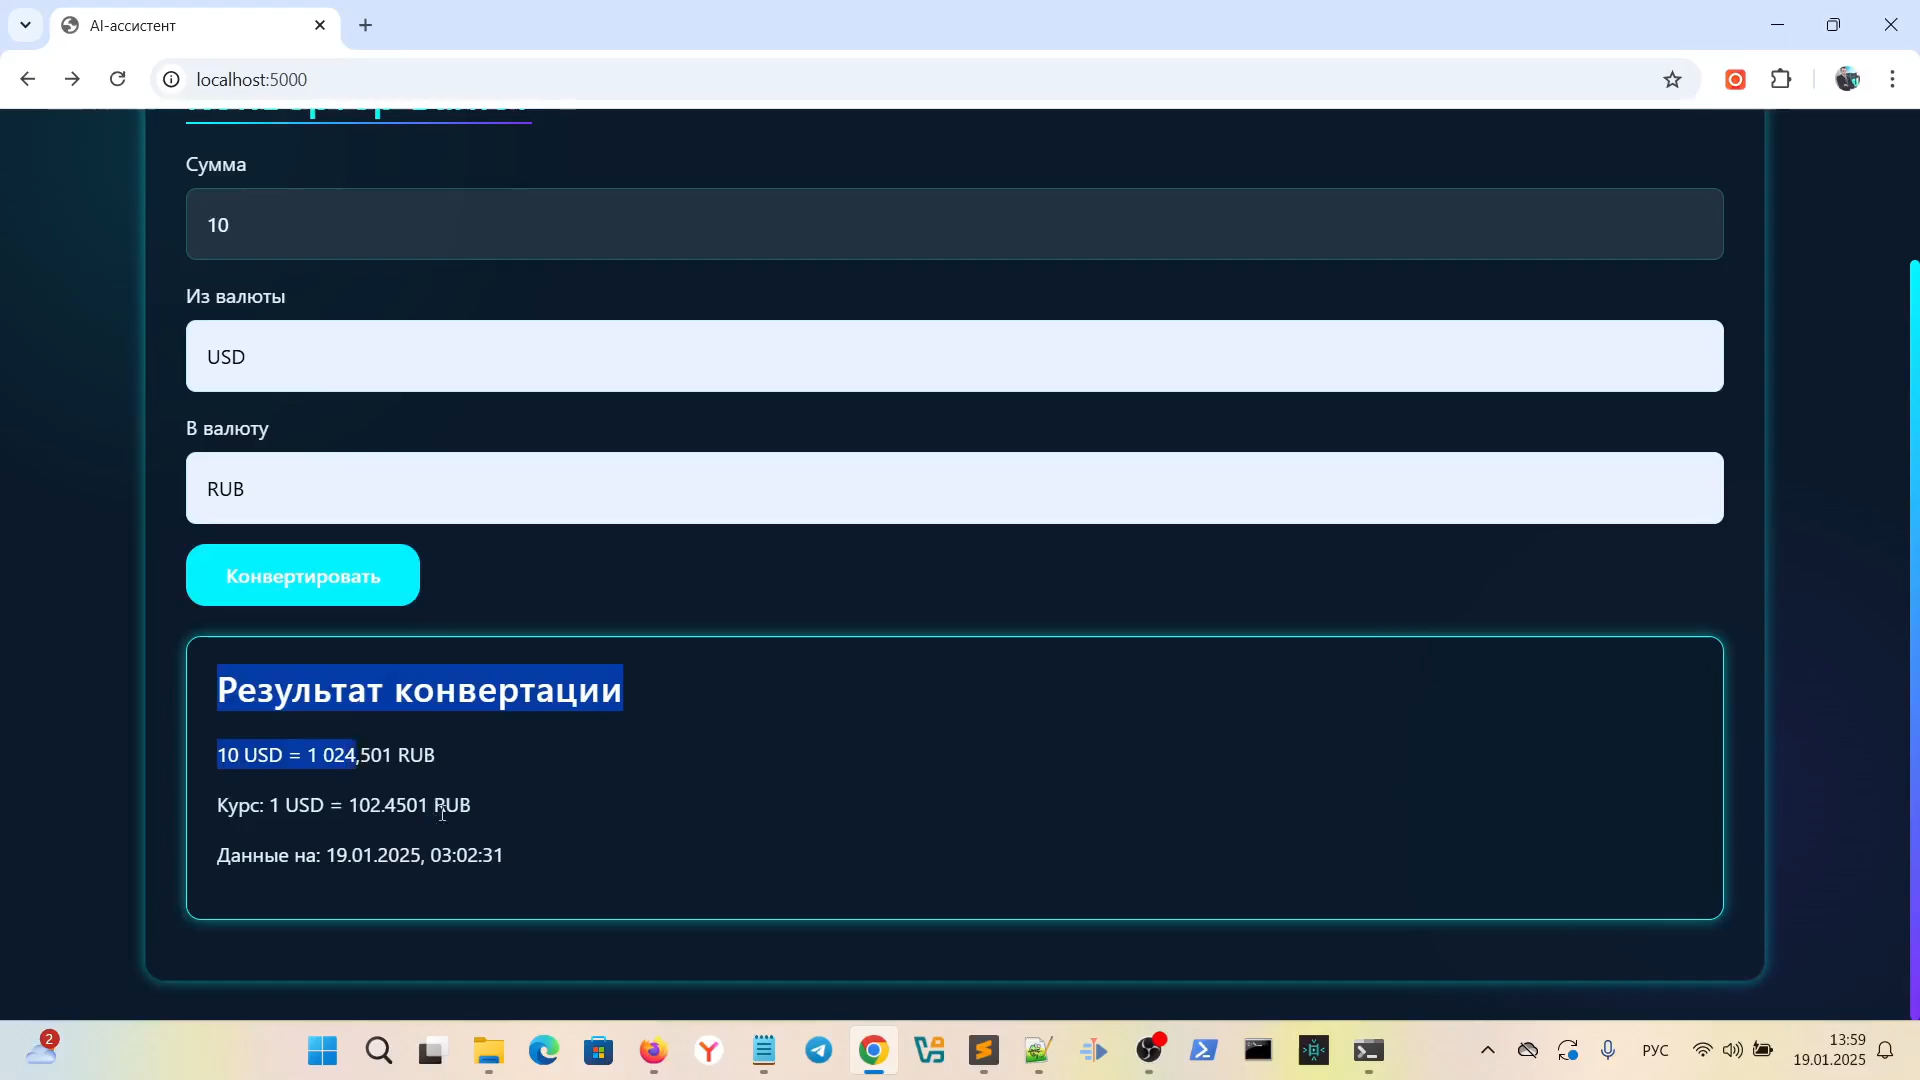 AI-ассистент
localhost:5000
Сумма
10
Из валюты
USD
В валюту
RUB
Конвертировать
Результат конвертации
10 USD = 1 024,501 RUB
Курс: 1 USD = 102.4501 RUB
Данные на: 19.01.2025, 03:02:31
2
РУС
13:59
19.01.2025